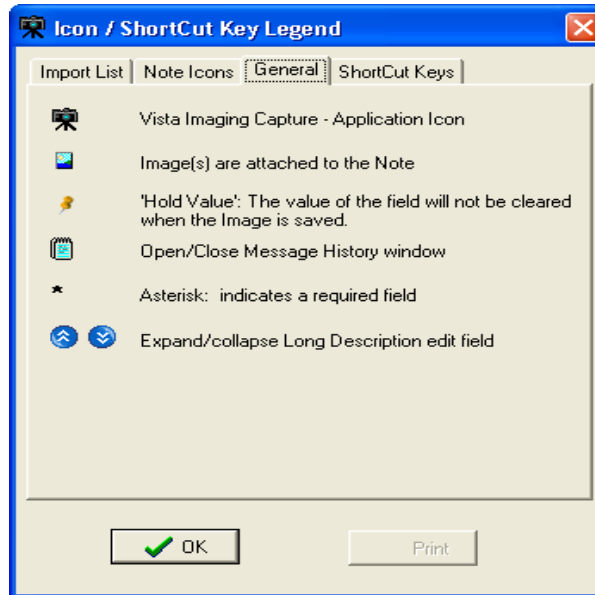 Icon / ShortCut Key Legend
Import List Note Icons General ShortCut Keys
Vista Imaging Capture - Application Icon
Image(s) are attached to the Note
'Hold Value': The value of the field will not be cleared
when the Image is saved.
Open/Close Message History window
* Asterisk: indicates a required field
Expand/collapse Long Description edit field
OK Print